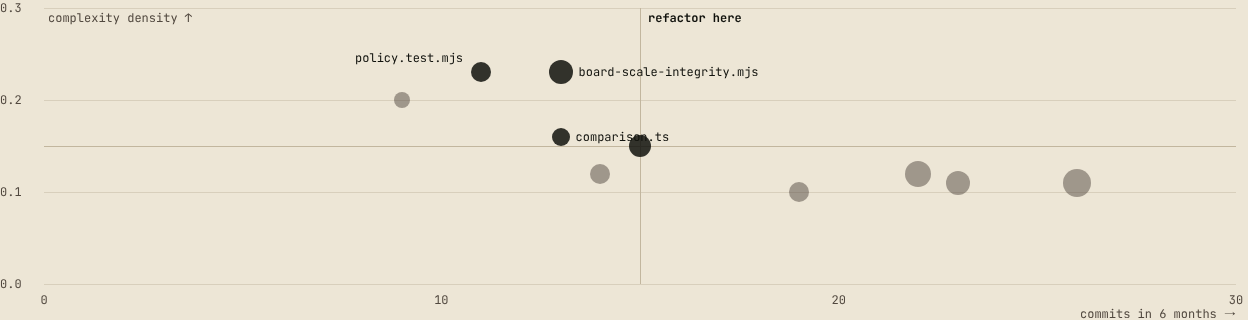 0.3
complexity density ↑
refactor here
policy.test.mjs
board-scale-integrity.mjs
0.2
comparison.ts
0.1
0.0
0
10
20
30
commits in 6 months →